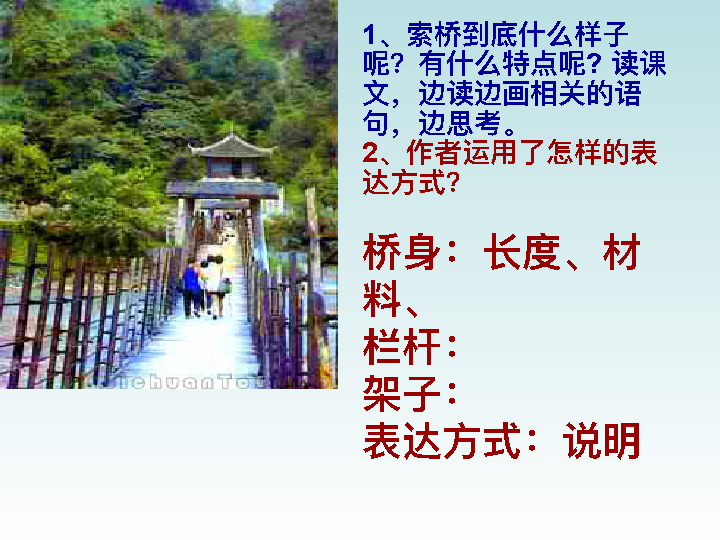 1、索桥到底什么样子
呢？有什么特点呢? 读课
文，边读边画相关的语
句，边思考。
2、作者运用了怎样的表
达方式？
桥身：长度、材
料、
栏杆：
架子：
表达方式：说明